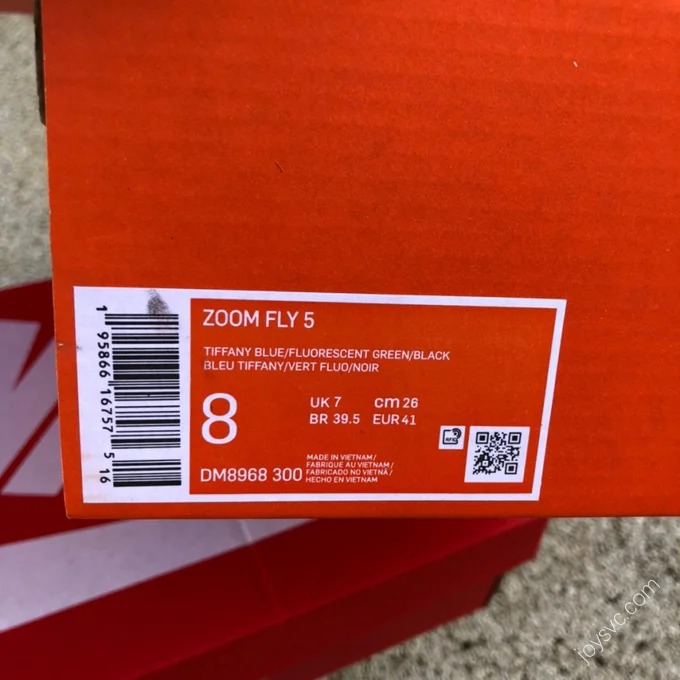 ZOOM FLY 5
TIFFANY BLUE/FLUORESCENT GREEN/BLACK
BLEU TIFFANY/VERT FLUO/NOIR
8
UK 7 cm 26
BR 39.5 EUR 41
DM8968 300
MADE IN VIETNAM/
FABRIQUE AU VIETNAM/
FABRICADO NO VIETNÃ/
HECHO EN VIETNAM
RFID
1 95866 16757 5 16
joysvc.com